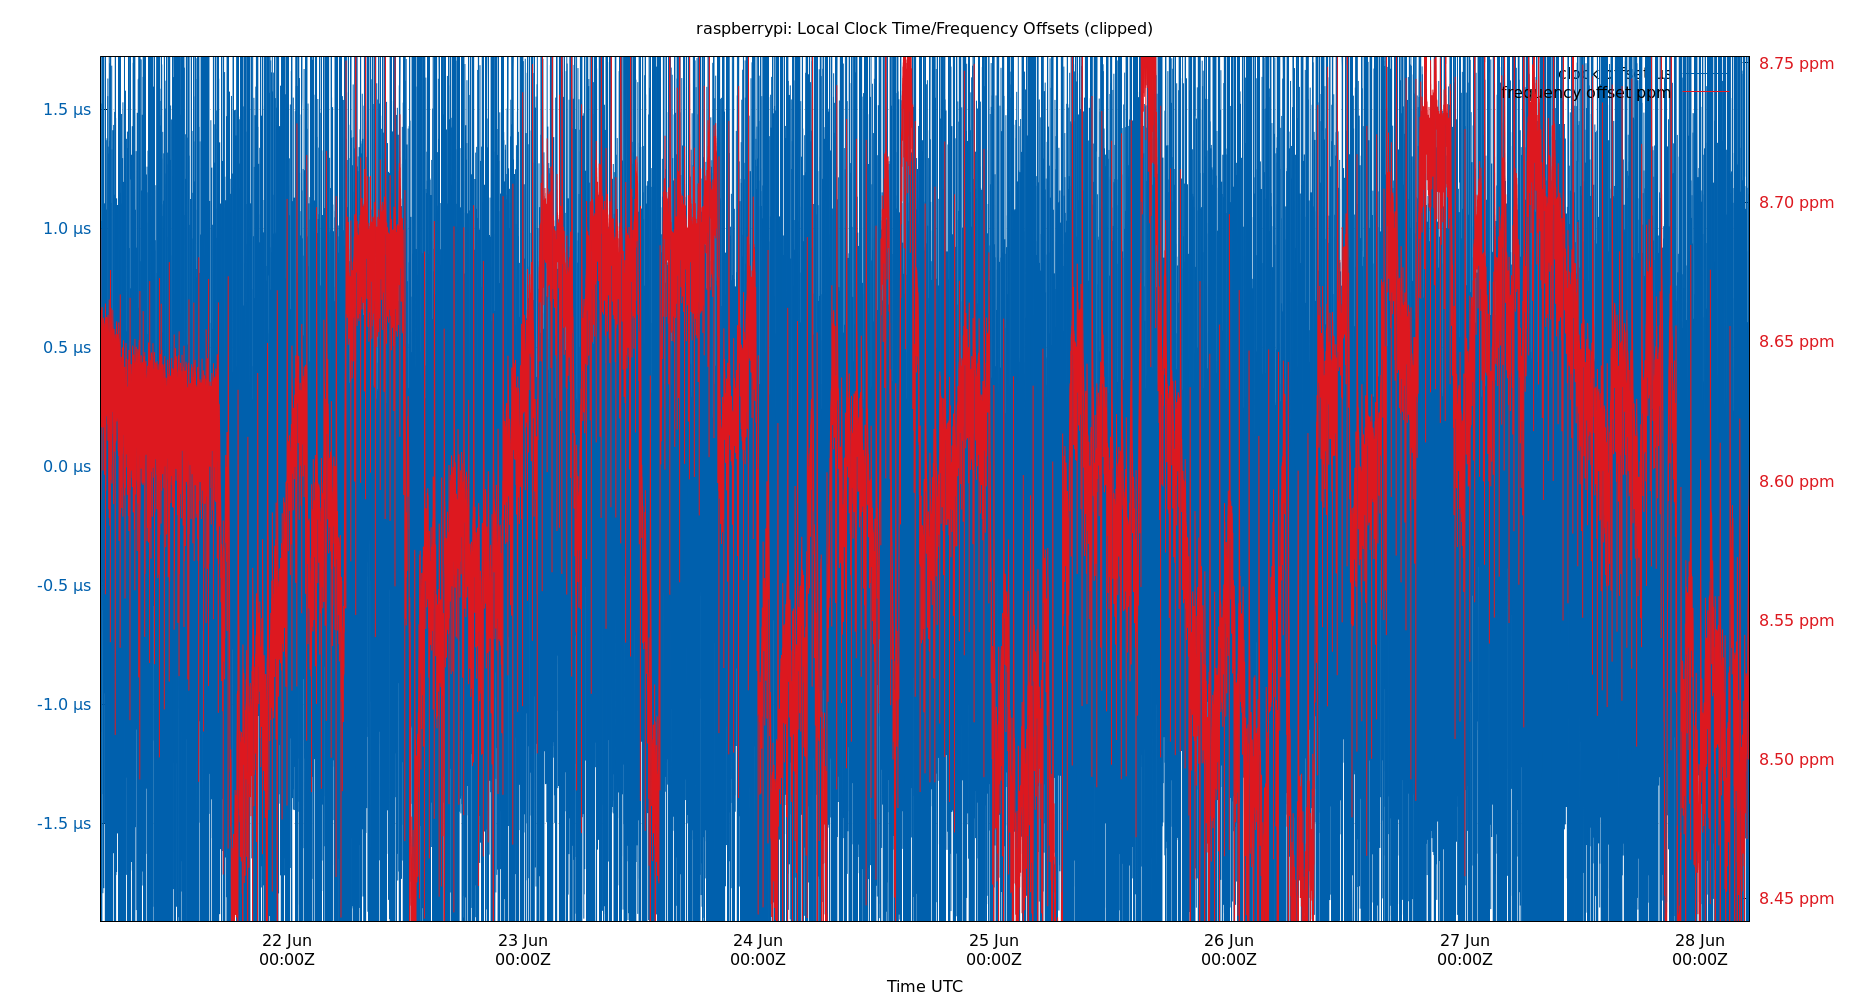 raspberrypi: Local Clock Time/Frequency Offsets (clipped)
clock offset µs
frequency offset ppm
1.5 µs
1.0 µs
0.5 µs
0.0 µs
-0.5 µs
-1.0 µs
-1.5 µs
8.75 ppm
8.70 ppm
8.65 ppm
8.60 ppm
8.55 ppm
8.50 ppm
8.45 ppm
22 Jun 23 Jun 24 Jun 25 Jun 26 Jun 27 Jun 28 Jun
00:00Z 00:00Z 00:00Z 00:00Z 00:00Z 00:00Z 00:00Z
Time UTC